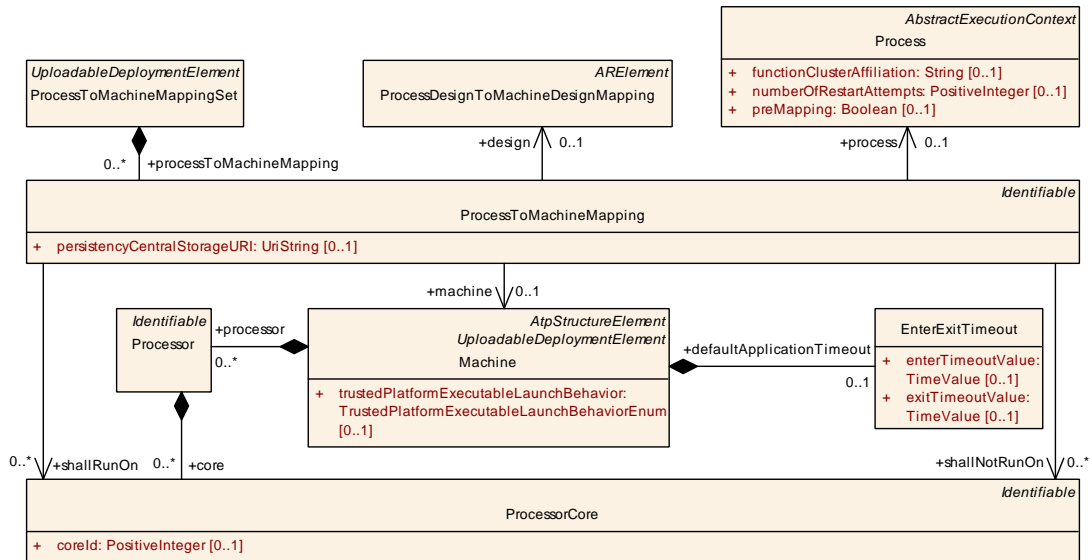 AbstractExecutionContext
Process
+ functionClusterAffiliation: String [0..1]
+ numberOfRestartAttempts: PositiveInteger [0..1]
+ preMapping: Boolean [0..1]
UploadableDeploymentElement
ProcessToMachineMappingSet
ARElement
ProcessDesignToMachineDesignMapping
0..* +processToMachineMapping
+design 0..1
+process 0..1
Identifiable
ProcessToMachineMapping
+ persistencyCentralStorageURI: UriString [0..1]
+machine 0..1
Identifiable
Processor
+processor
0..*
AtpStructureElement
UploadableDeploymentElement
Machine
+ trustedPlatformExecutableLaunchBehavior:
TrustedPlatformExecutableLaunchBehaviorEnum
[0..1]
+defaultApplicationTimeout
0..1
EnterExitTimeout
+ enterTimeoutValue:
TimeValue [0..1]
+ exitTimeoutValue:
TimeValue [0..1]
0..* +shallRunOn
0..* +core
+shallNotRunOn 0..*
Identifiable
ProcessorCore
+ coreId: PositiveInteger [0..1]